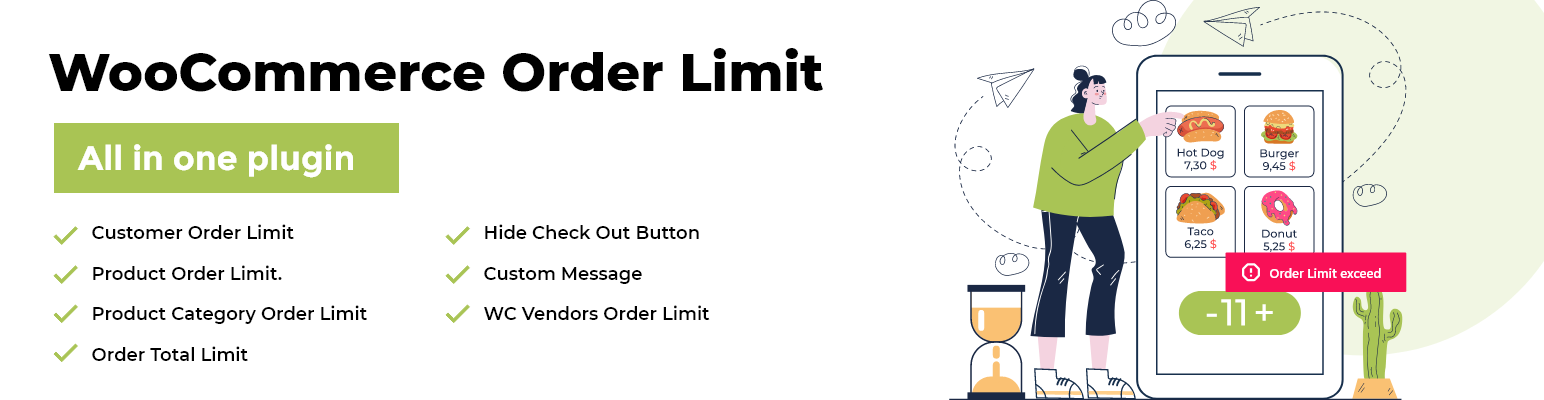 WooCommerce Order Limit
All in one plugin
Customer Order Limit
Product Order Limit.
Product Category Order Limit
Order Total Limit
Hide Check Out Button
Custom Message
WC Vendors Order Limit
Hot Dog
7,30 $
Burger
9,45 $
Taco
6,25 $
Donut
5,25 $
Order Limit exceed
-11+